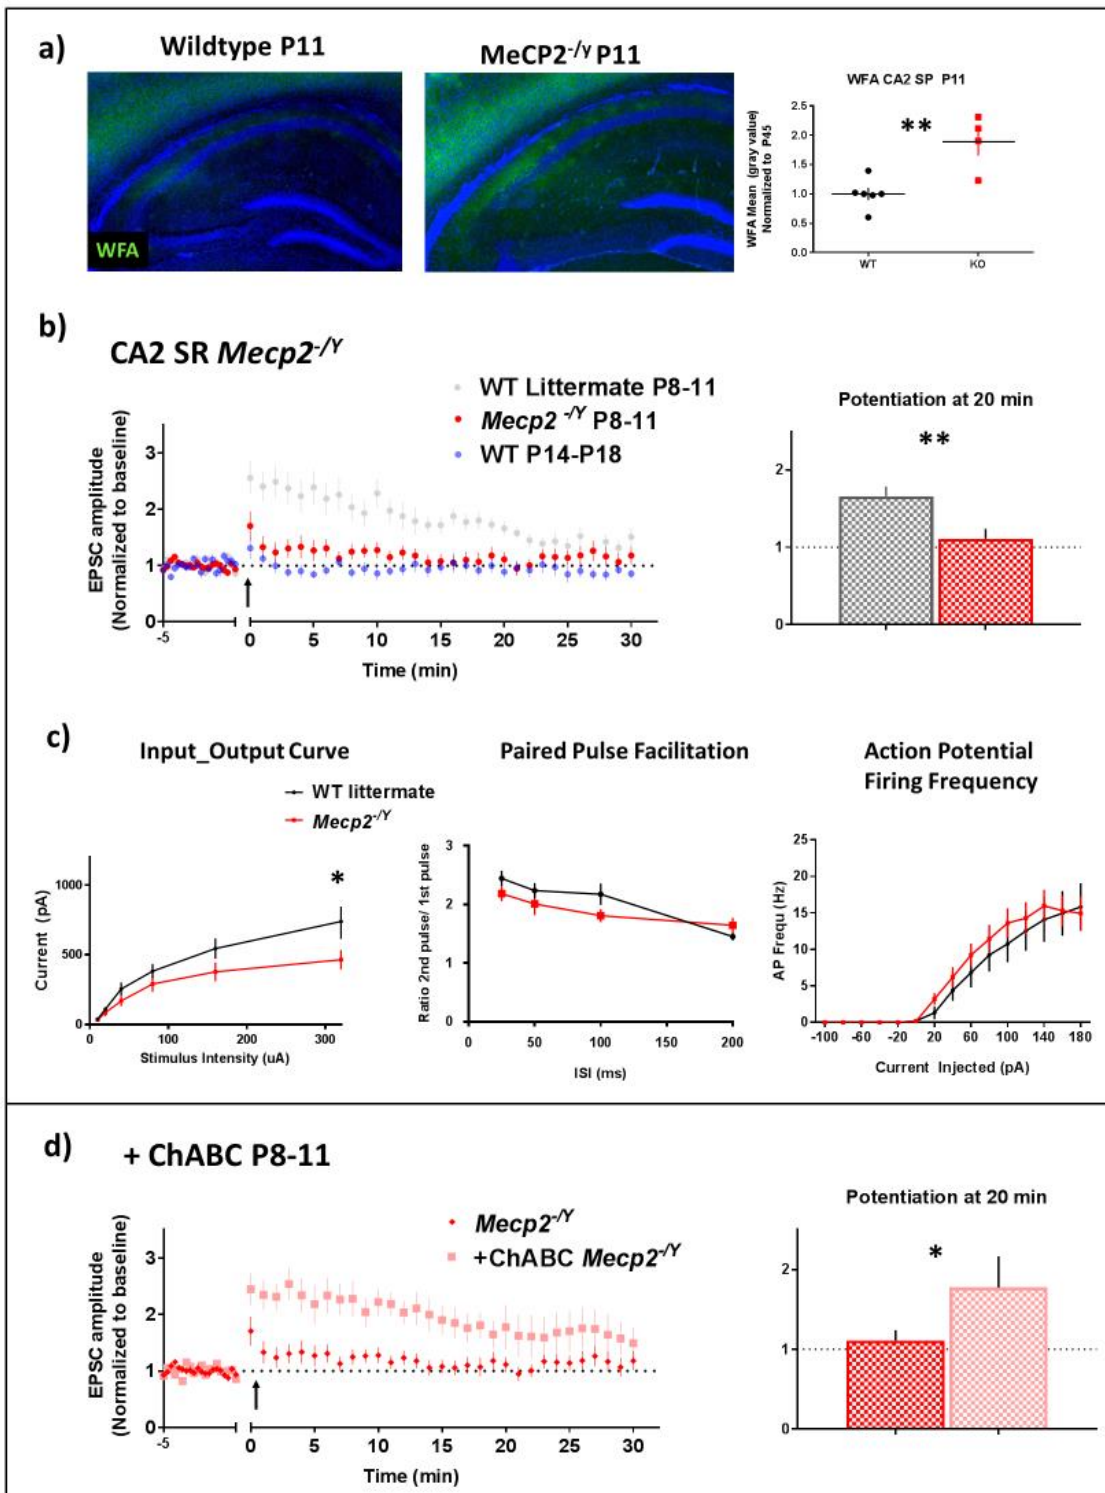 a)
Wildtype P11
MeCP2-/y P11
WFA
WFA CA2 SP P11
WFA Mean (gray value)
Normalized to P45
2.5
2.0
1.5
1.0
0.5
0.0
**
WT
KO
b)
CA2 SR Mecp2-/Y
WT Littermate P8-11
Mecp2 -/Y P8-11
WT P14-P18
EPSC amplitude
(Normalized to baseline)
3
2
1
0
-5
0
5
10
15
20
25
30
Time (min)
Potentiation at 20 min
**
2
1
0
c)
Input_Output Curve
WT littermate
Mecp2-/Y
Current (pA)
1000
500
0
*
0
100
200
300
Stimulus Intensity (uA)
Paired Pulse Facilitation
Ratio 2nd pulse/ 1st pulse
3
2
1
0
0
50
100
150
200
ISI (ms)
Action Potential
Firing Frequency
AP Frequ (Hz)
25
20
15
10
5
0
-100
-60
-20
20
60
100
140
180
Current Injected (pA)
d)
+ ChABC P8-11
Mecp2-/Y
+ChABC Mecp2-/Y
EPSC amplitude
(Normalized to baseline)
3
2
1
0
-5
0
5
10
15
20
25
30
Time (min)
Potentiation at 20 min
*
2
1
0